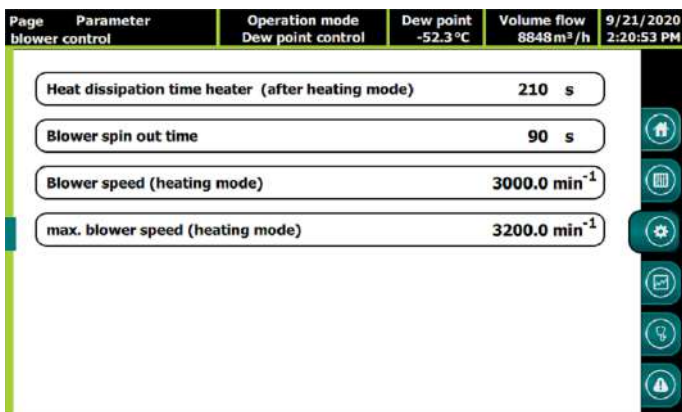 Page Parameter Operation mode Dew point Volume flow 9/21/2020
blower control Dew point control -52.3°C 8848 m³/h 2:20:53 PM
Heat dissipation time heater (after heating mode) 210 s
Blower spin out time 90 s
Blower speed (heating mode) 3000.0 min⁻¹
max. blower speed (heating mode) 3200.0 min⁻¹